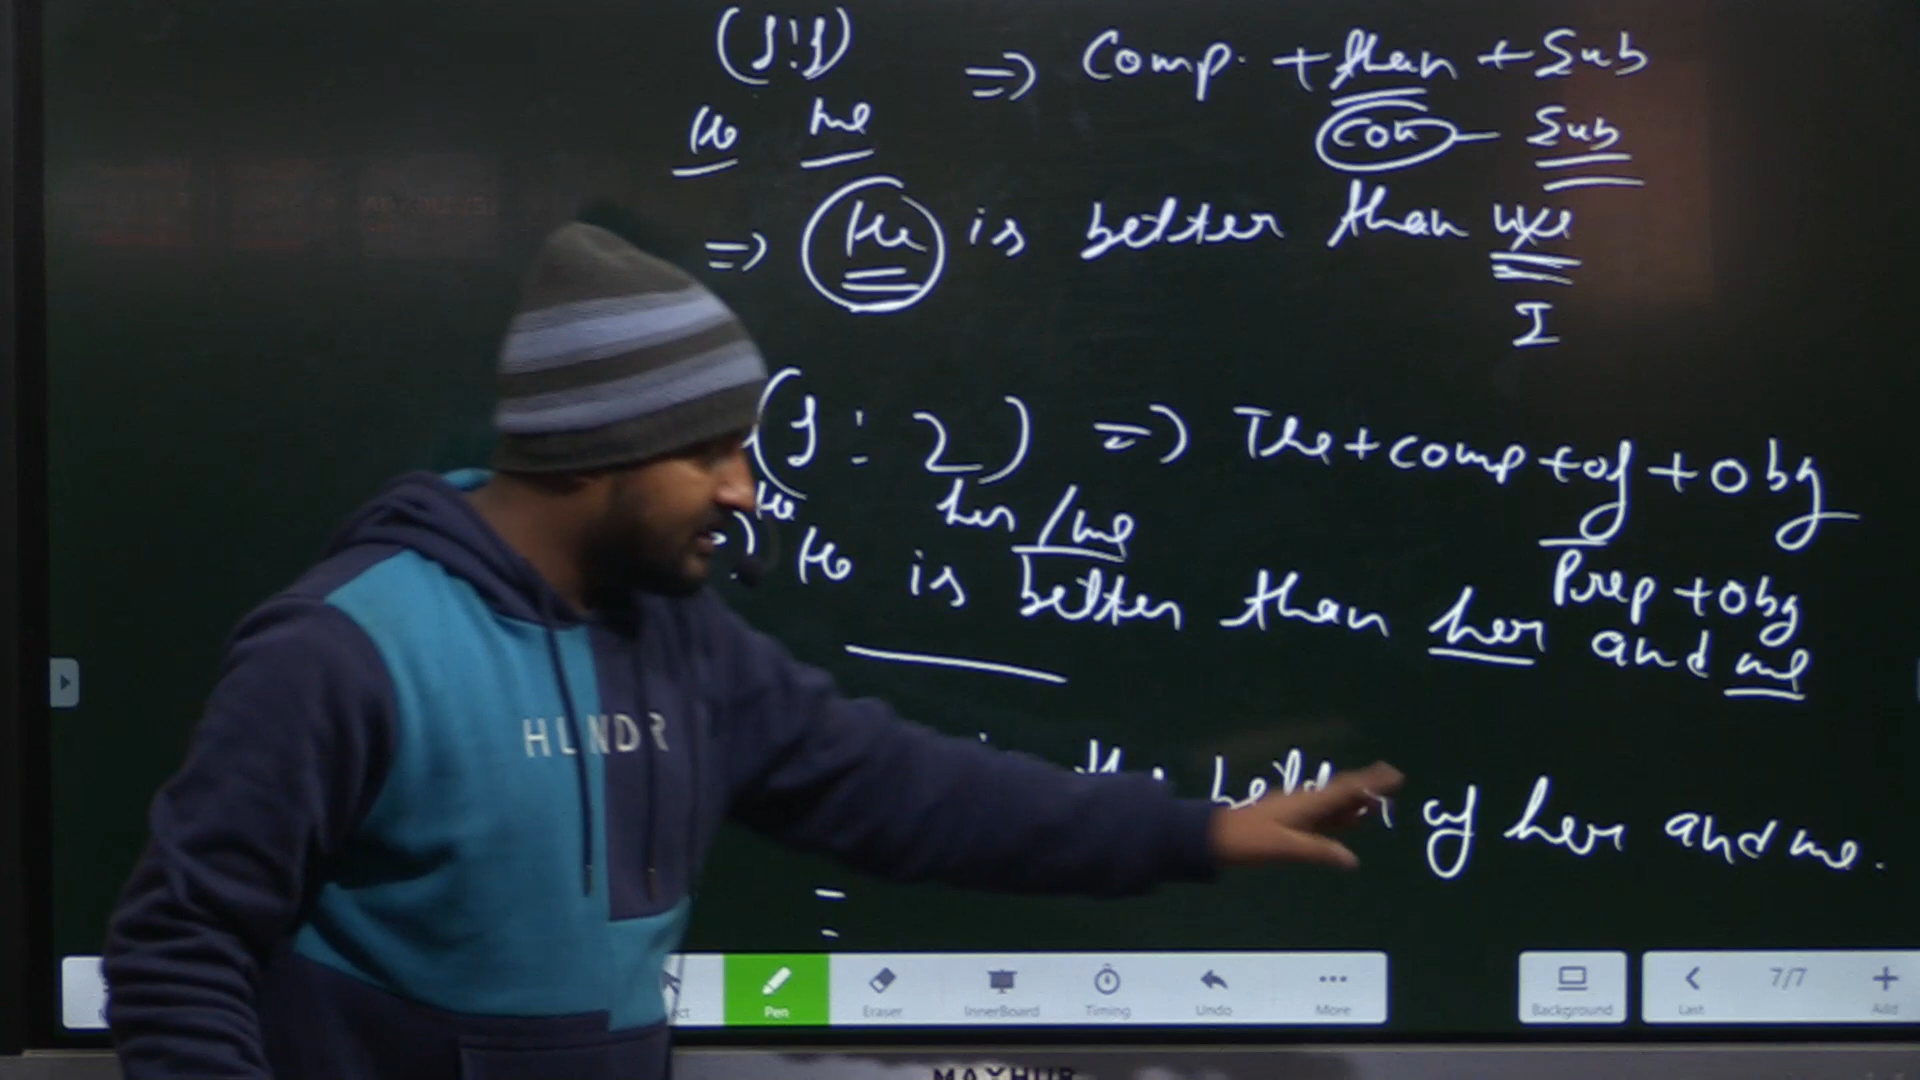 (1:1) => Comp. + than + Sub
He me con - Sub
=> He is better than me
I
(1 : 2) => The + comp + of + obj
He her/me Prep + obj
He is better than her and me
of her and me.
HUNDR
Pen Eraser InnerBoard Timing Undo More Background Last 7/7 Add